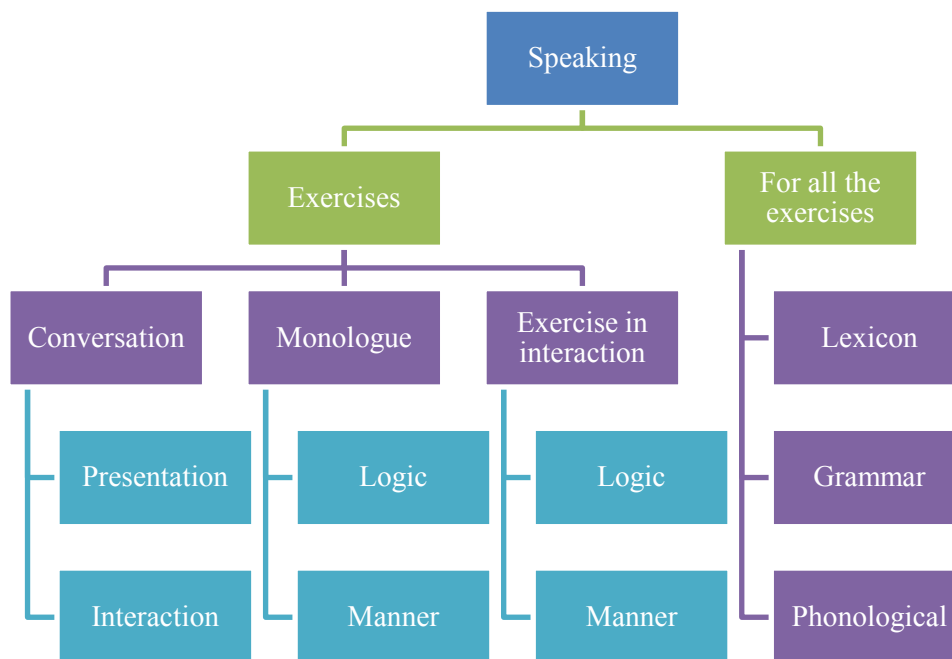 Speaking
Exercises
For all the
exercises
Conversation
Monologue
Exercise in
interaction
Lexicon
Presentation
Logic
Logic
Grammar
Interaction
Manner
Manner
Phonological